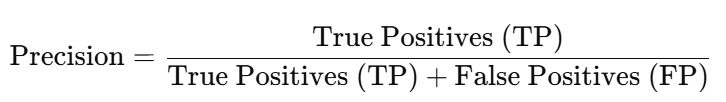 Precision = True Positives (TP) / True Positives (TP) + False Positives (FP)